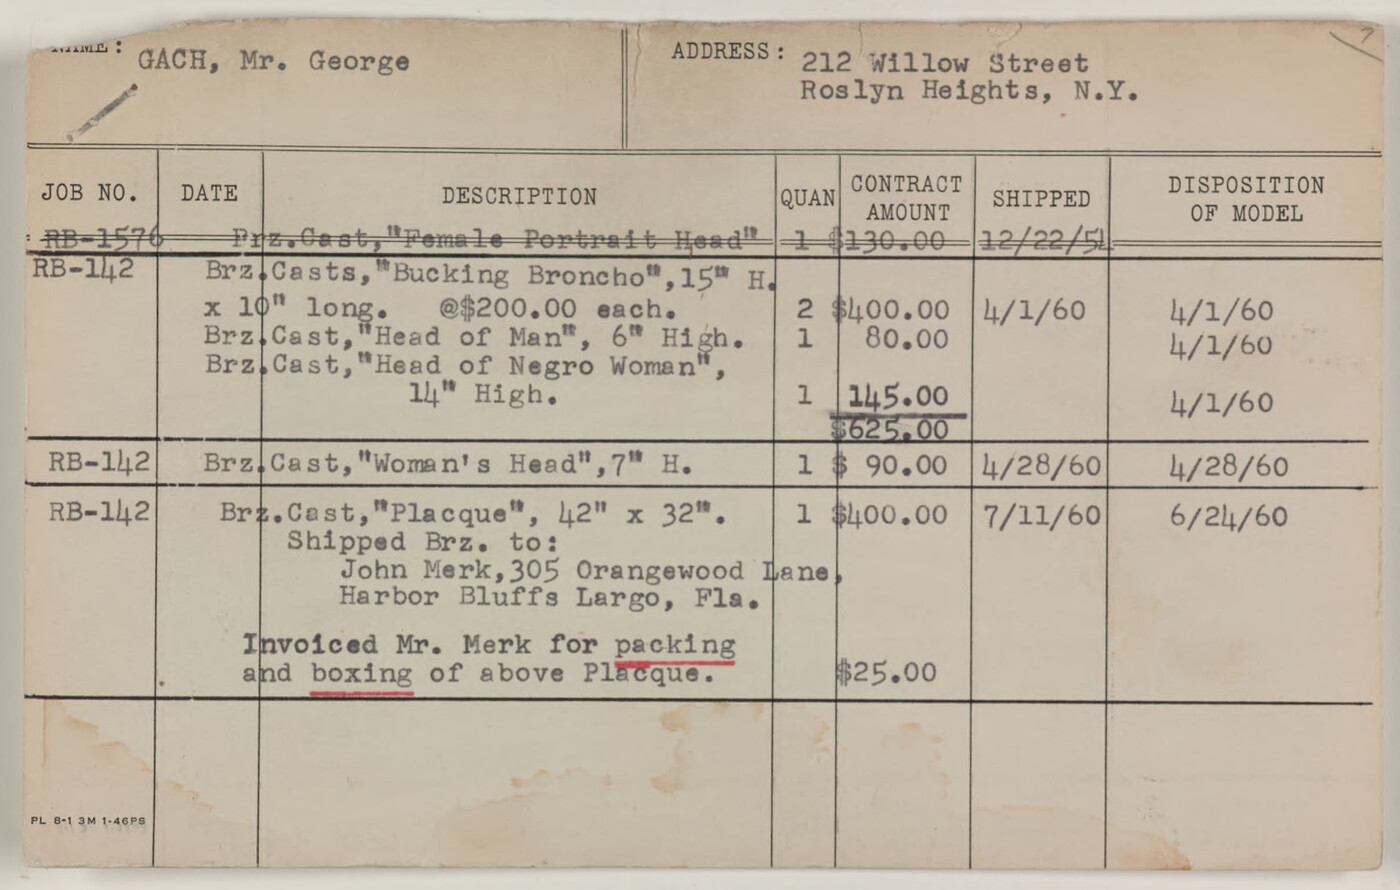 NAME: GACH, Mr. George
ADDRESS: 212 Willow Street
Roslyn Heights, N.Y.
7
JOB NO. DATE DESCRIPTION QUAN CONTRACT AMOUNT SHIPPED DISPOSITION OF MODEL
RB-1576 Brz.Cast,"Female Portrait Head" 1 $130.00 12/22/51
RB-142 Brz.Casts,"Bucking Broncho",15" H.
x 10" long. @$200.00 each. 2 $400.00 4/1/60 4/1/60
Brz.Cast,"Head of Man", 6" High. 1 80.00 4/1/60
Brz.Cast,"Head of Negro Woman",
14" High. 1 145.00 4/1/60
$625.00
RB-142 Brz.Cast,"Woman's Head",7" H. 1 $ 90.00 4/28/60 4/28/60
RB-142 Brz.Cast,"Placque", 42" x 32". 1 $400.00 7/11/60 6/24/60
Shipped Brz. to:
John Merk,305 Orangewood Lane,
Harbor Bluffs Largo, Fla.
Invoiced Mr. Merk for packing
and boxing of above Placque. $25.00
PL 8-1 3M 1-46PS